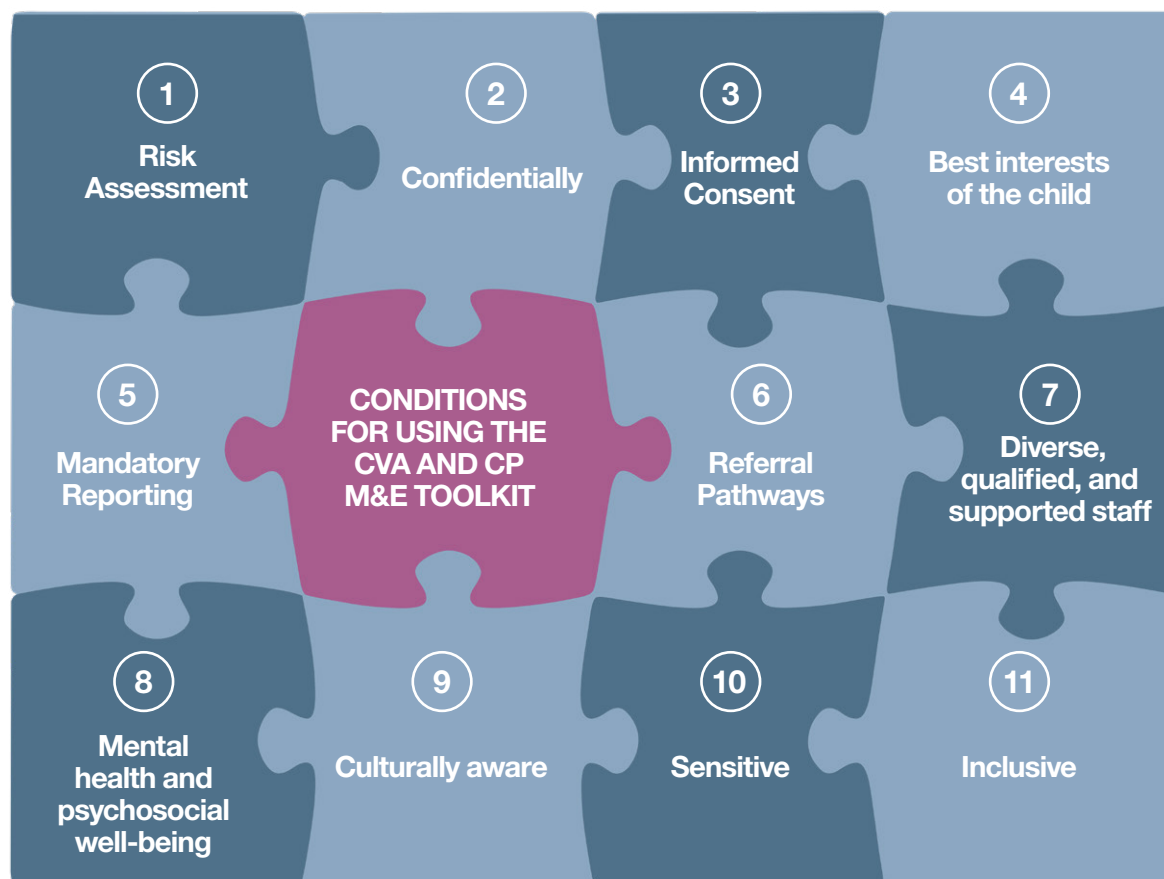 1
Risk
Assessment
2
Confidentially
3
Informed
Consent
4
Best interests
of the child
5
Mandatory
Reporting
CONDITIONS
FOR USING THE
CVA AND CP
M&E TOOLKIT
6
Referral
Pathways
7
Diverse,
qualified, and
supported staff
8
Mental
health and
psychosocial
well-being
9
Culturally aware
10
Sensitive
11
Inclusive